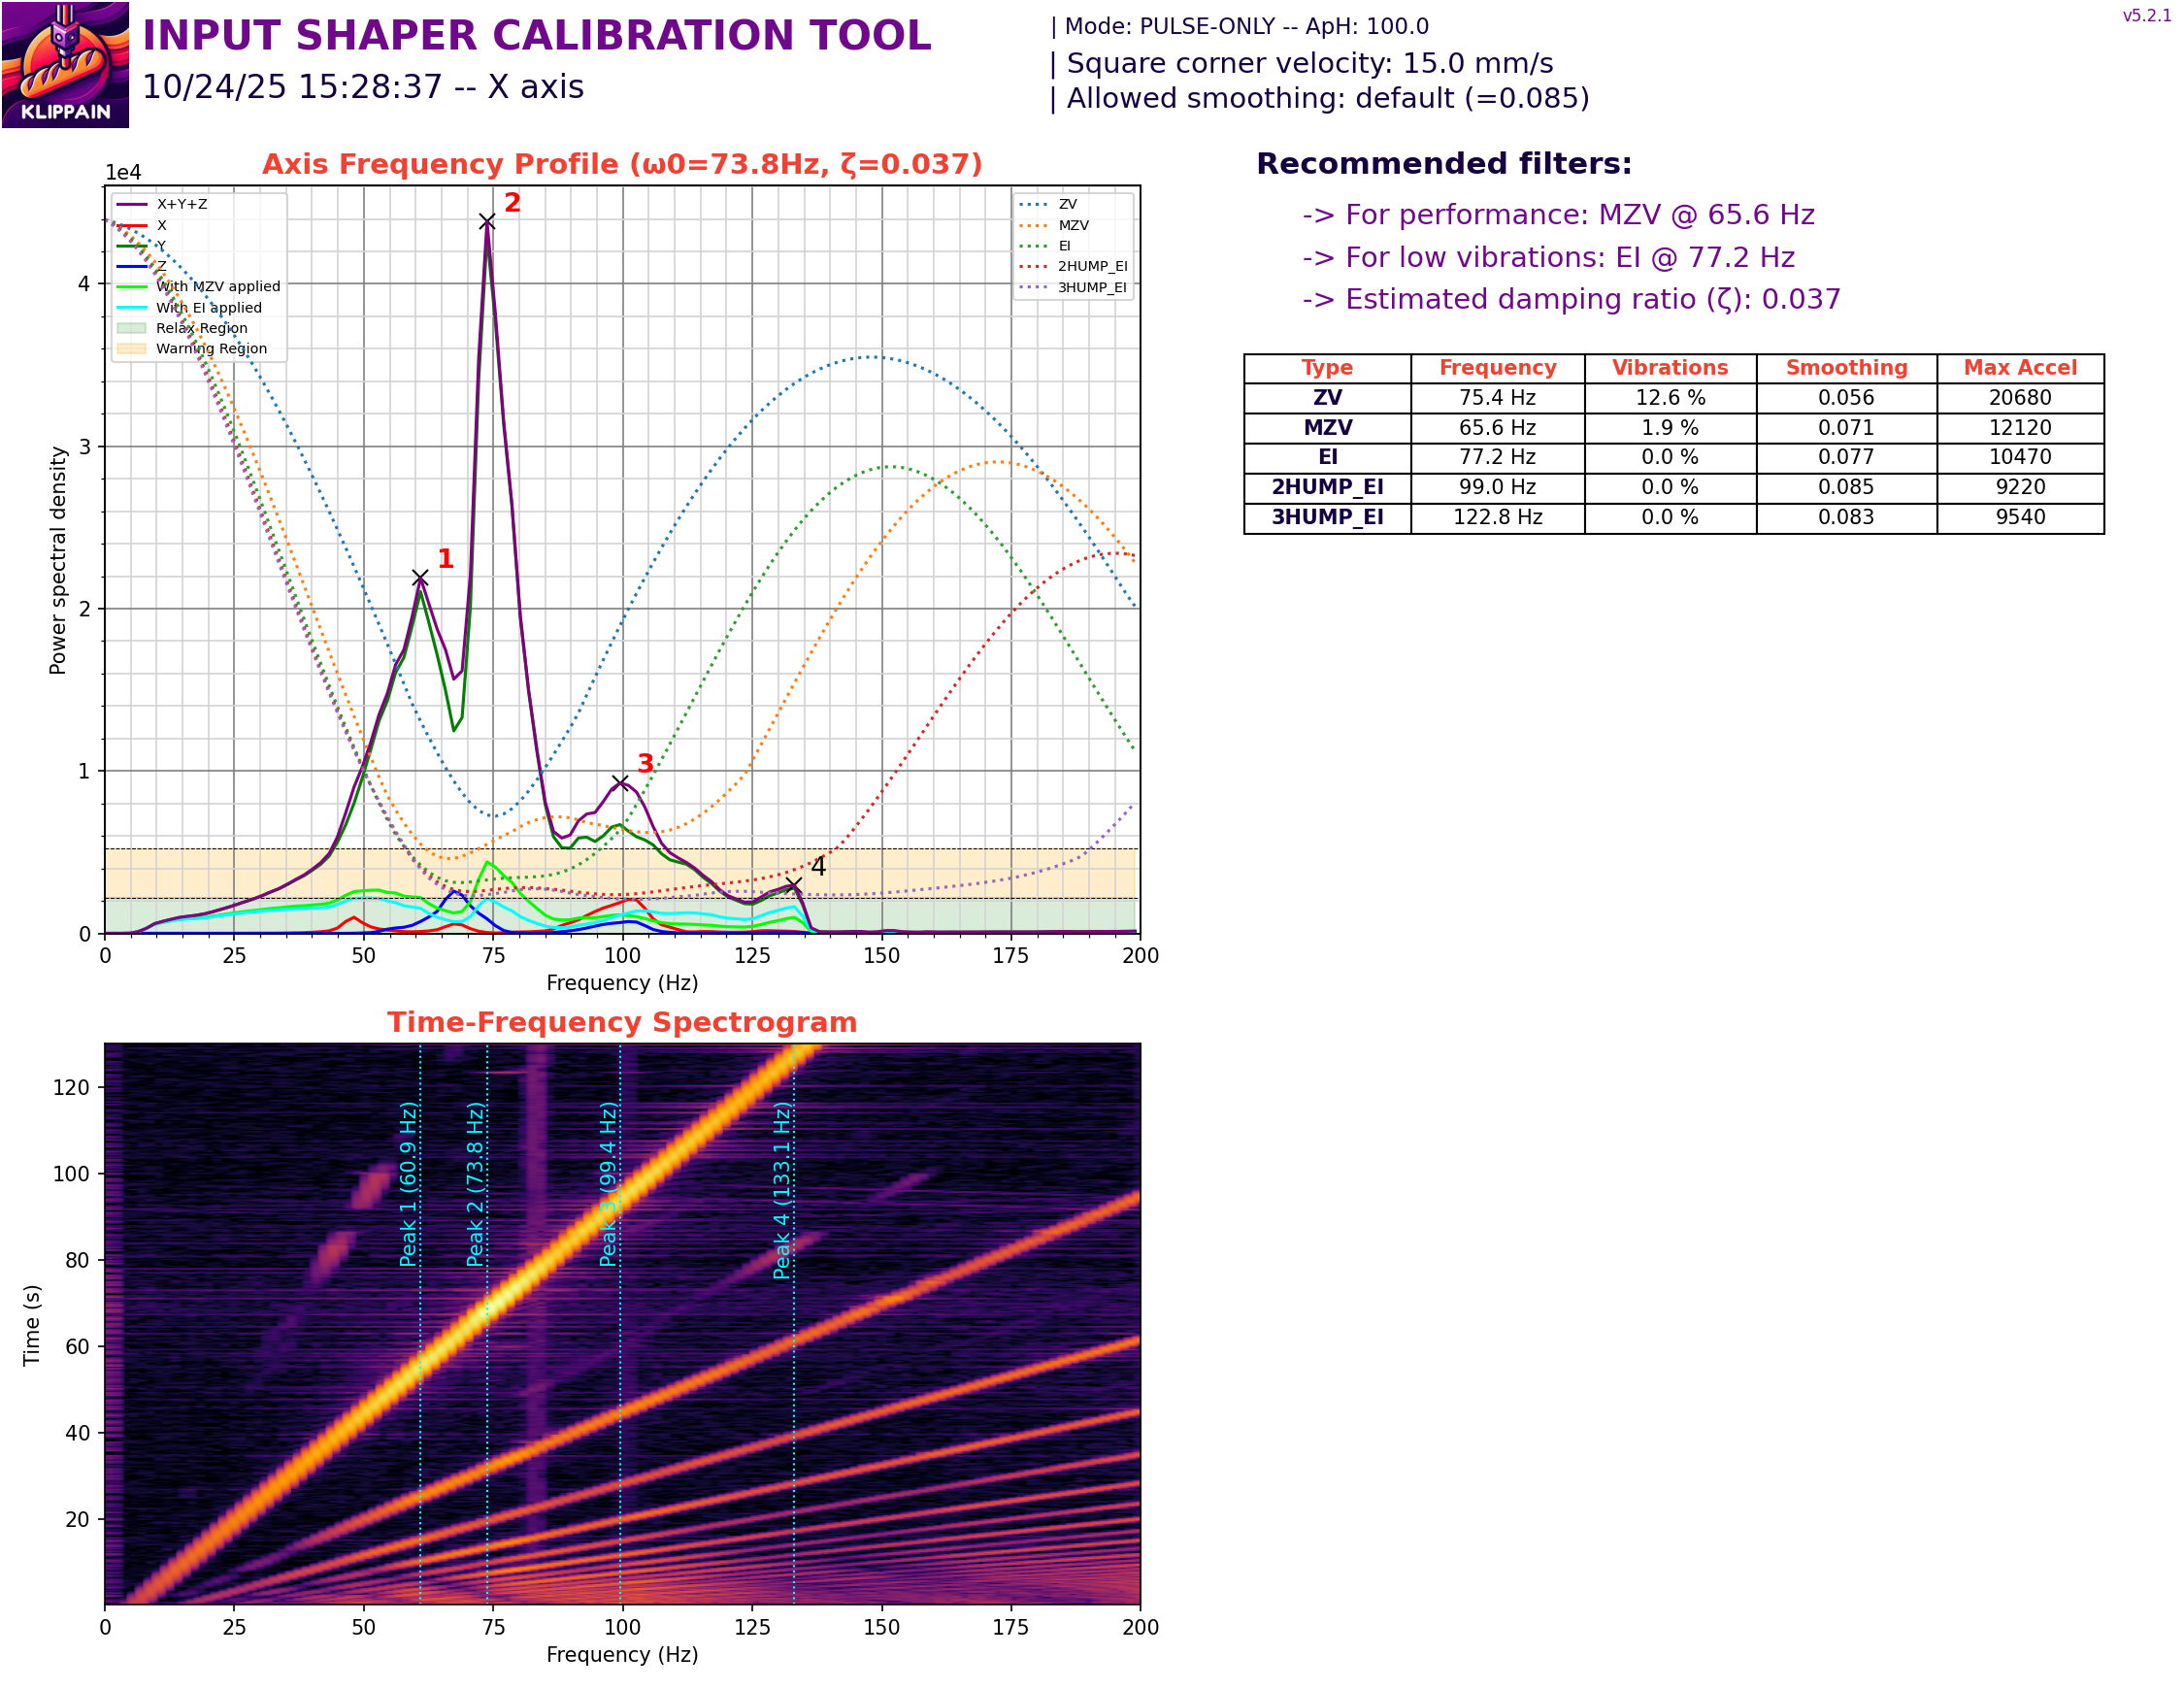 KLIPPAIN
INPUT SHAPER CALIBRATION TOOL
10/24/25 15:28:37 -- X axis
| Mode: PULSE-ONLY -- ApH: 100.0
| Square corner velocity: 15.0 mm/s
| Allowed smoothing: default (=0.085)
v5.2.1
Axis Frequency Profile (ω0=73.8Hz, ζ=0.037)
1e4
X+Y+Z
X
Y
Z
With MZV applied
With EI applied
Relax Region
Warning Region
ZV
MZV
EI
2HUMP_EI
3HUMP_EI
1
2
3
4
Power spectral density
4
3
2
1
0
0 25 50 75 100 125 150 175 200
Frequency (Hz)
Recommended filters:
-> For performance: MZV @ 65.6 Hz
-> For low vibrations: EI @ 77.2 Hz
-> Estimated damping ratio (ζ): 0.037
Type Frequency Vibrations Smoothing Max Accel
ZV 75.4 Hz 12.6 % 0.056 20680
MZV 65.6 Hz 1.9 % 0.071 12120
EI 77.2 Hz 0.0 % 0.077 10470
2HUMP_EI 99.0 Hz 0.0 % 0.085 9220
3HUMP_EI 122.8 Hz 0.0 % 0.083 9540
Time-Frequency Spectrogram
Time (s)
120
100
80
60
40
20
Peak 1 (60.9 Hz)
Peak 2 (73.8 Hz)
Peak 3 (99.4 Hz)
Peak 4 (133.1 Hz)
0 25 50 75 100 125 150 175 200
Frequency (Hz)